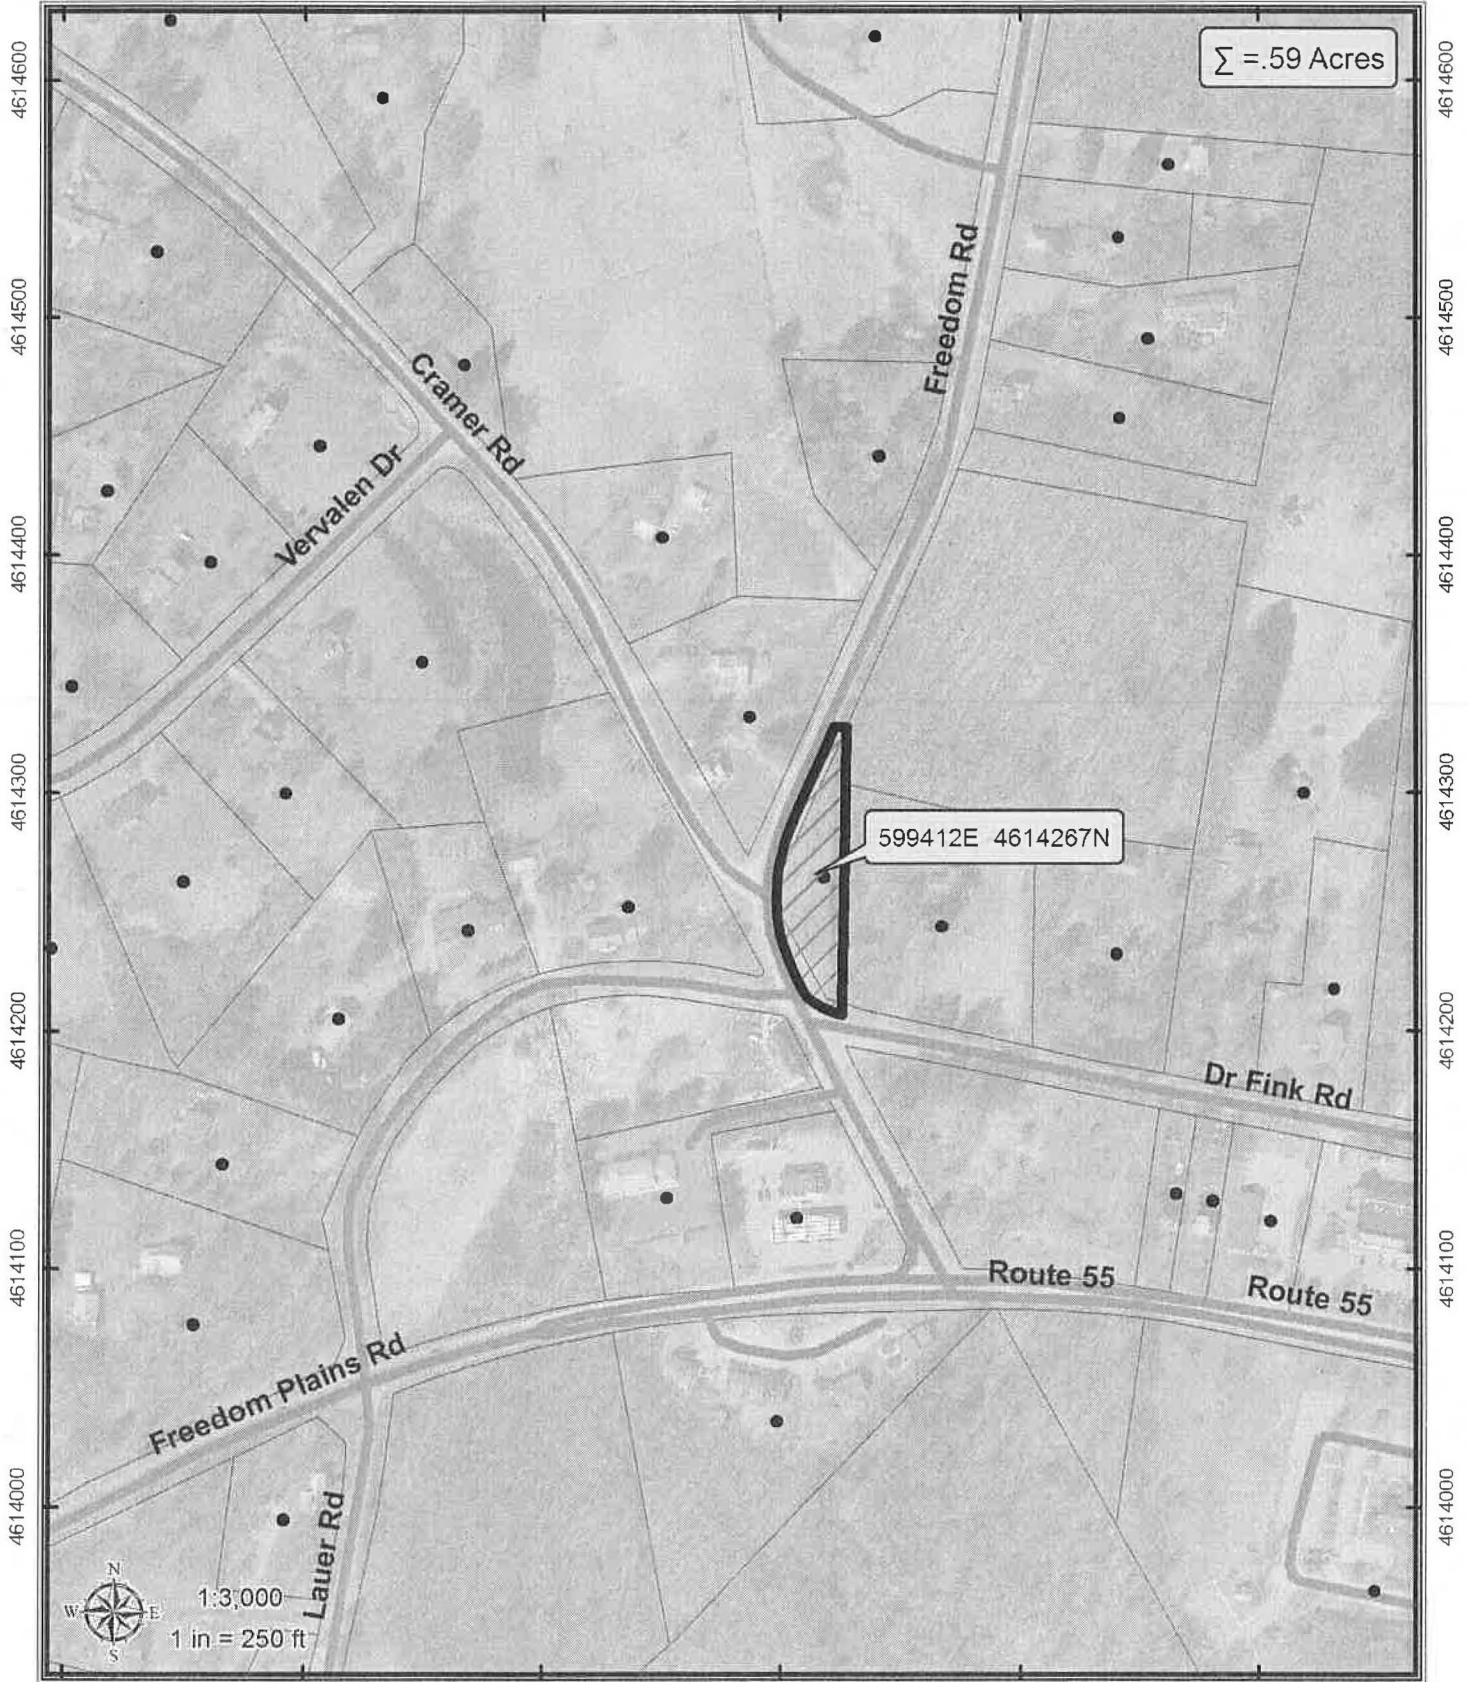 ∑ =.59 Acres
4614600
4614600
Freedom Rd
4614500
4614500
Cramer Rd
Vervalen Dr
4614400
4614400
4614300
4614300
599412E 4614267N
4614200
4614200
Dr Fink Rd
4614100
4614100
Route 55
Route 55
Freedom Plains Rd
4614000
4614000
Lauer Rd
N
W E
S
1:3,000
1 in = 250 ft